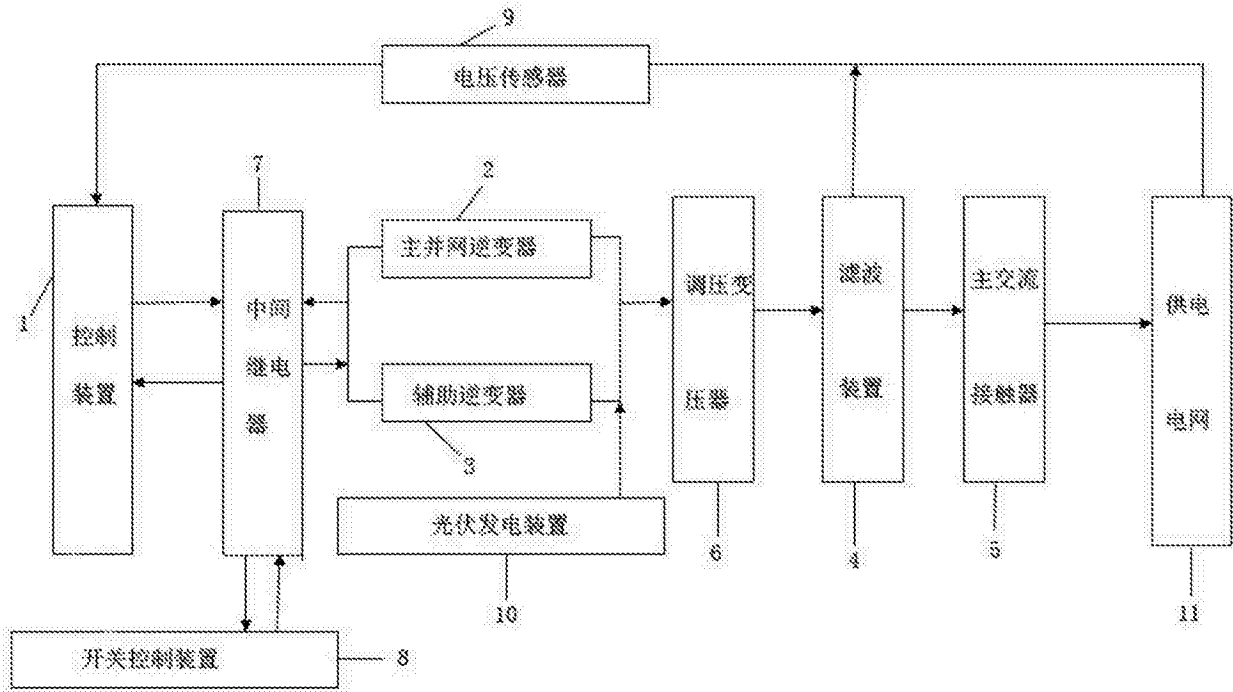 9
电压传感器
7
2
主并网逆变器
1
控制
装置
中间
继电
器
辅助逆变器
3
光伏发电装置
10
调压变
压器
6
滤波
装置
4
主交流
接触器
5
供电
电网
11
开关控制装置
8